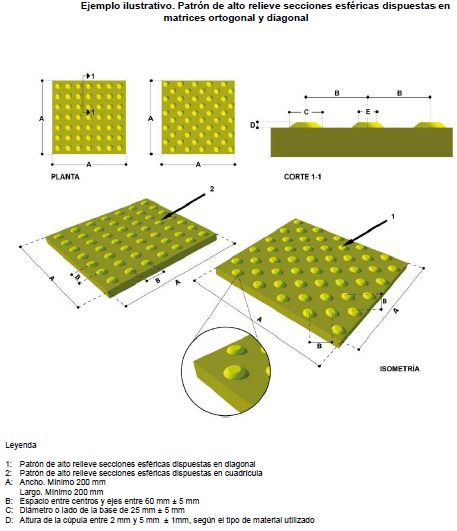 Ejemplo ilustrativo. Patrón de alto relieve secciones esféricas dispuestas en
matrices ortogonal y diagonal
1
1
A
A
PLANTA
A
A
B
B
C
E
D
CORTE 1-1
2
A
B
B
A
1
A
B
B
A
ISOMETRÍA
Leyenda
1: Patrón de alto relieve secciones esféricas dispuestas en diagonal
2: Patrón de alto relieve secciones esféricas dispuestas en cuadrícula
A: Ancho. Mínimo 200 mm
Largo. Mínimo 200 mm
B: Espacio entre centros y ejes entre 60 mm ± 5 mm
C: Diámetro o lado de la base de 25 mm ± 5 mm
D: Altura de la cúpula entre 2 mm y 5 mm ± 1mm, según el tipo de material utilizado